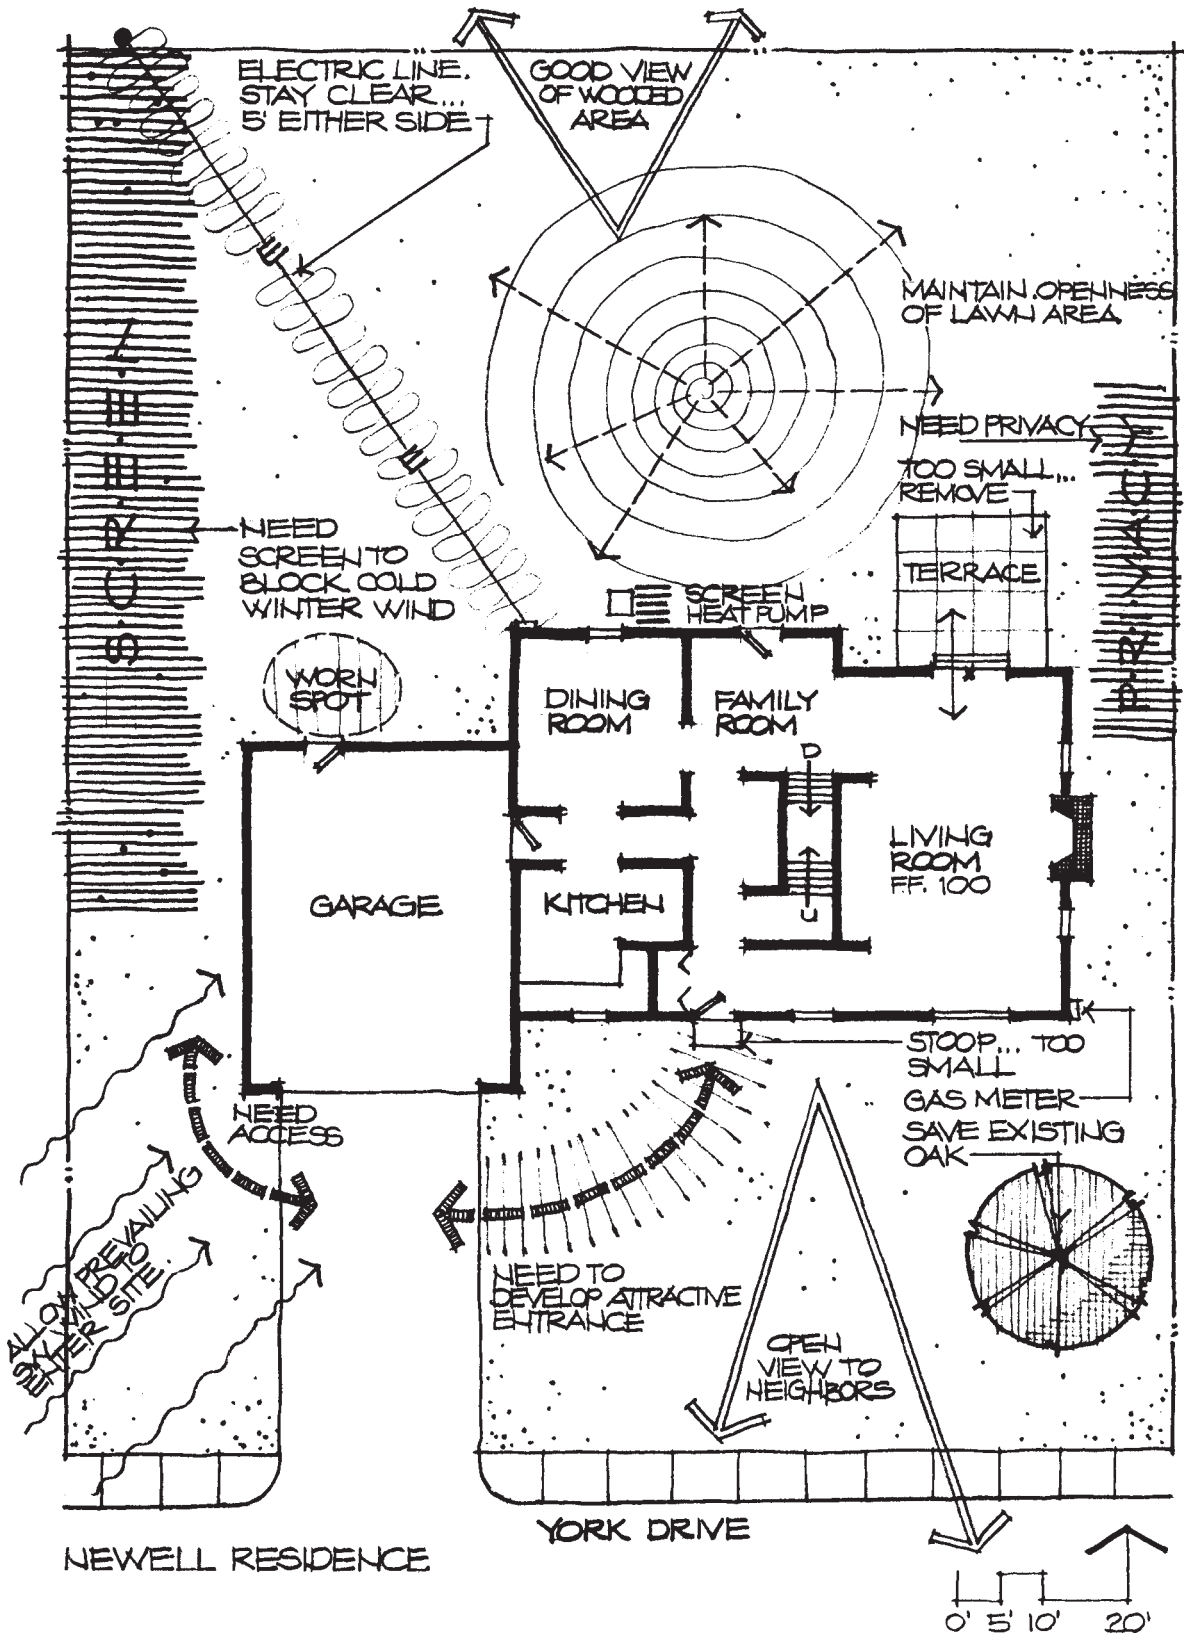 ELECTRIC LINE.
STAY CLEAR...
5' EITHER SIDE
GOOD VIEW
OF WOODED
AREA
MAINTAIN OPENNESS
OF LAWN AREA
NEED PRIVACY
TOO SMALL...
REMOVE
TERRACE
P·R·I·V·A·C·Y
S·C·R·E·E·N
NEED
SCREEN TO
BLOCK COLD
WINTER WIND
SCREEN
HEAT PUMP
WORN
SPOT
DINING
ROOM
FAMILY
ROOM
D
LIVING
ROOM
F.F. 100
GARAGE
KITCHEN
U
STOOP... TOO
SMALL
GAS METER
SAVE EXISTING
OAK
NEED
ACCESS
ALLOW PREVAILING
SW WIND TO
ENTER SITE.
NEED TO
DEVELOP ATTRACTIVE
ENTRANCE
OPEN
VIEW TO
NEIGHBORS
YORK DRIVE
NEWELL RESIDENCE
0' 5' 10' 20'